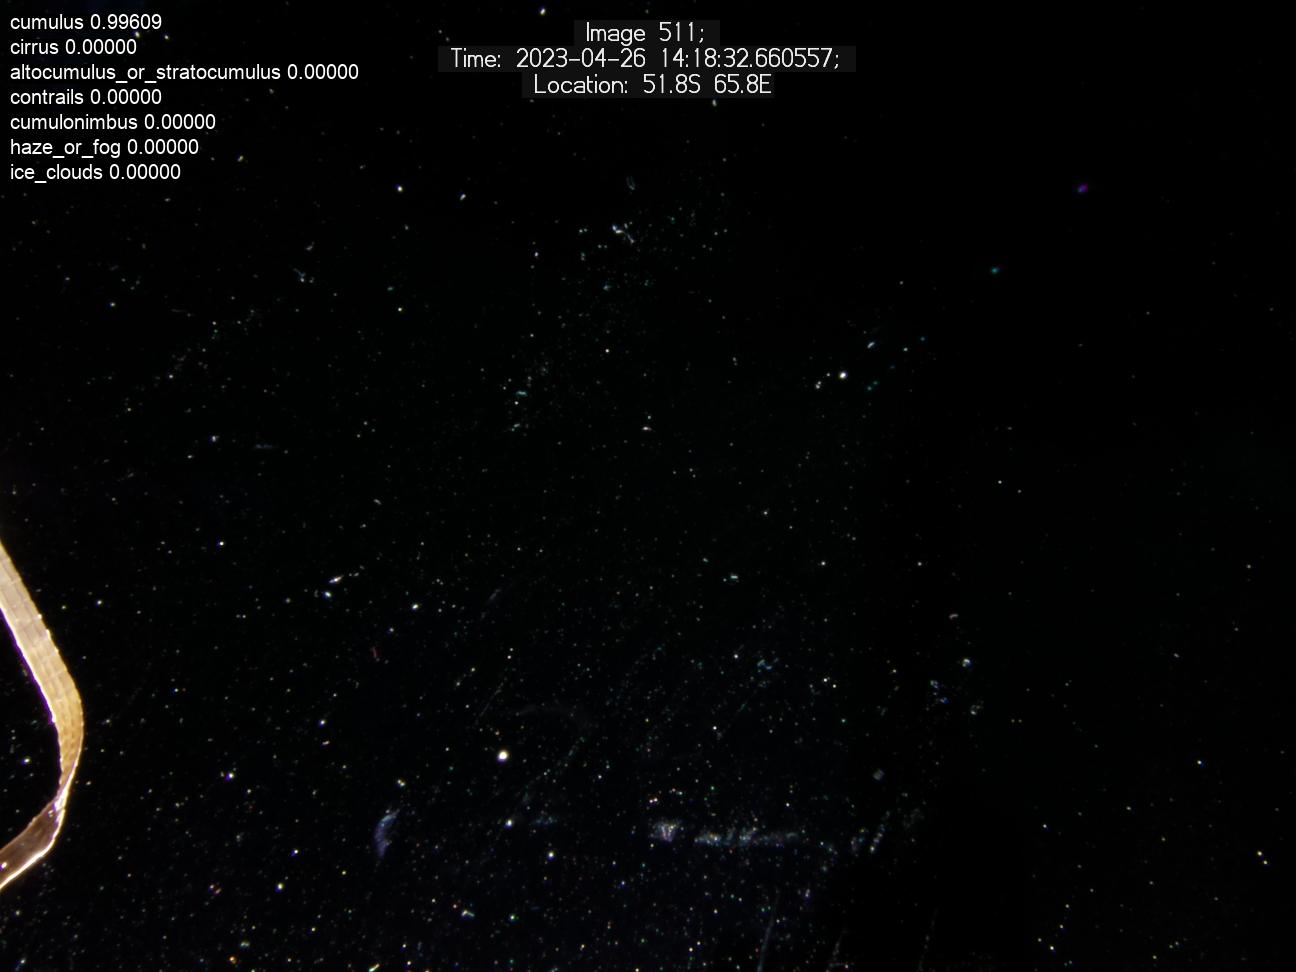 cumulus 0.99609
cirrus 0.00000
altocumulus_or_stratocumulus 0.00000
contrails 0.00000
cumulonimbus 0.00000
haze_or_fog 0.00000
ice_clouds 0.00000
Image 511;
Time: 2023-04-26 14:18:32.660557;
Location: 51.8S 65.8E